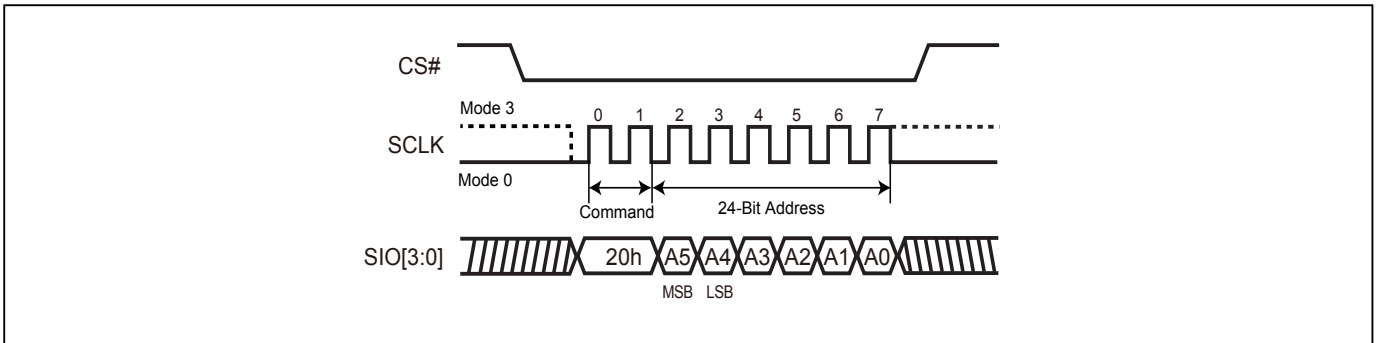 CS#
Mode 3
0 1 2 3 4 5 6 7
SCLK
Mode 0
Command
24-Bit Address
SIO[3:0]
20h A5 A4 A3 A2 A1 A0
MSB LSB